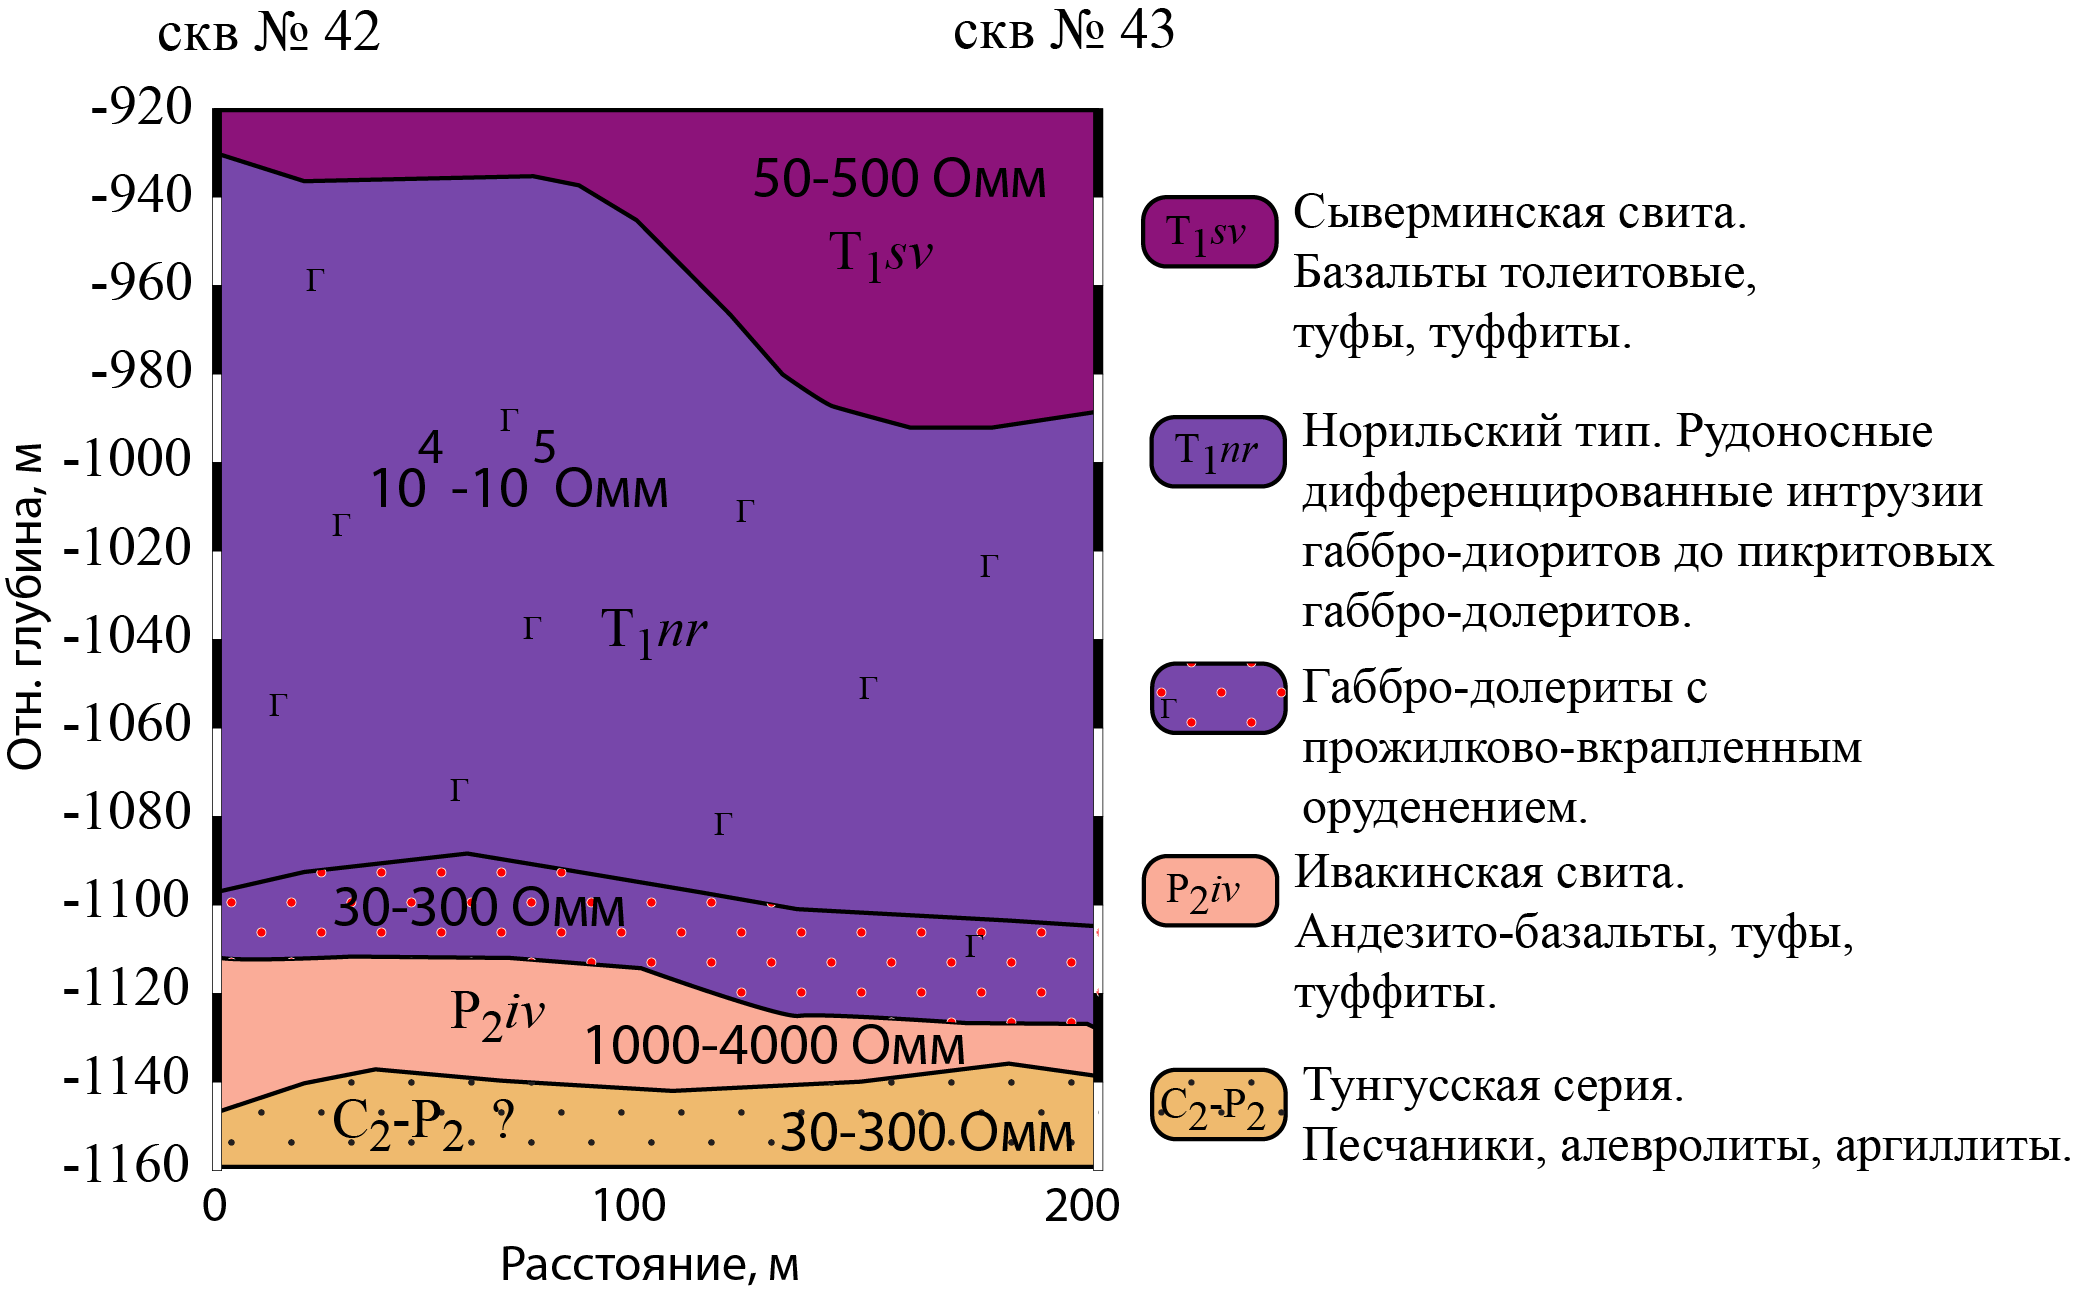 скв № 42
скв № 43
Отн. глубина, м
-920
-940
-960
-980
-1000
-1020
-1040
-1060
-1080
-1100
-1120
-1140
-1160
50-500 Омм
T₁sv
Г
Г
10⁴-10⁵ Омм
Г
Г
Г
Г
T₁nr
Г
Г
Г
Г
30-300 Омм
Г
P₂iv
1000-4000 Омм
C₂-P₂ ?
30-300 Омм
0
100
200
Расстояние, м
T₁sv
Сыверминская свита.
Базальты толеитовые,
туфы, туффиты.
T₁nr
Норильский тип. Рудоносные
дифференцированные интрузии
габбро-диоритов до пикритовых
габбро-долеритов.
Г
Габбро-долериты с
прожилково-вкрапленным
оруденением.
P₂iv
Ивакинская свита.
Андезито-базальты, туфы,
туффиты.
C₂-P₂
Тунгусская серия.
Песчаники, алевролиты, аргиллиты.